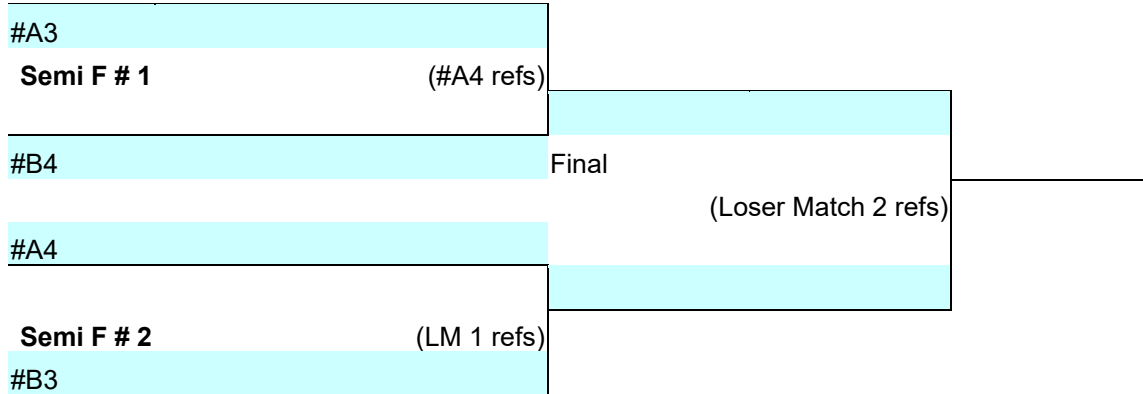 #A3
Semi F # 1 (#A4 refs)
#B4 Final
(Loser Match 2 refs)
#A4
Semi F # 2 (LM 1 refs)
#B3